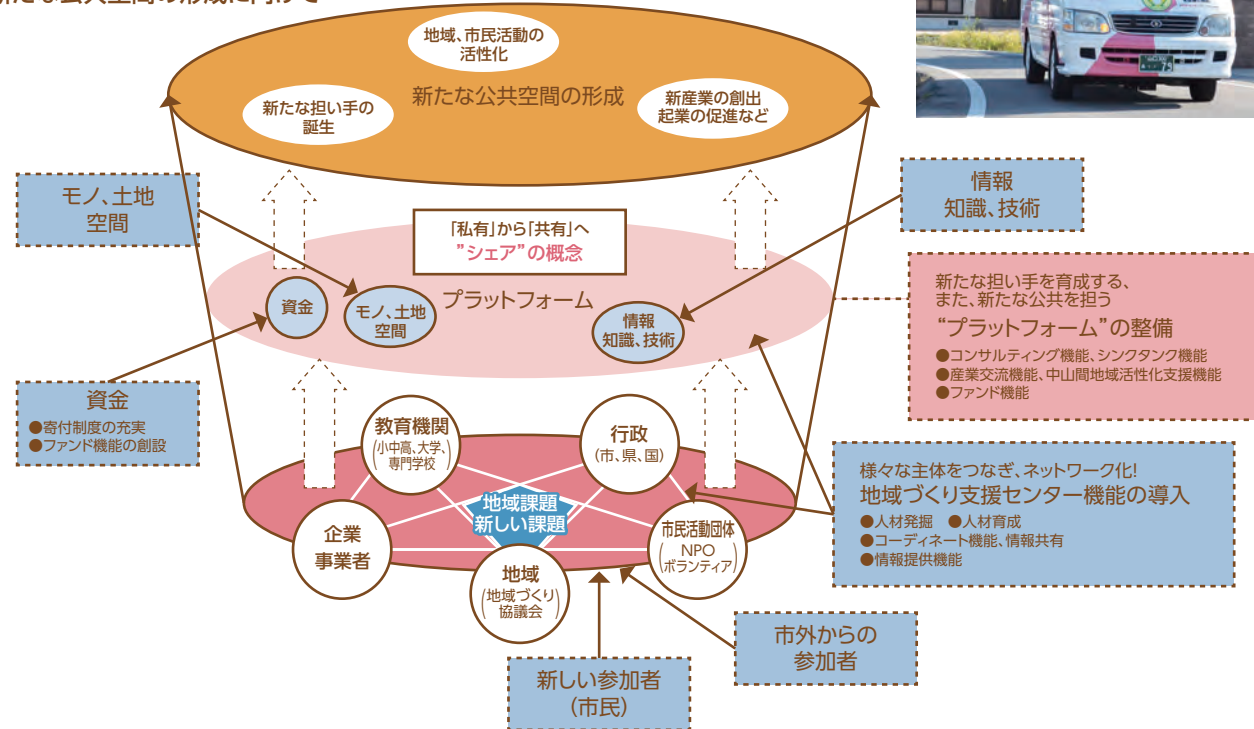 地域、市民活動の
活性化
新たな公共空間の形成
新たな担い手の
誕生
新産業の創出
起業の促進など
モノ、土地
空間
情報
知識、技術
「私有」から「共有」へ
”シェア”の概念
プラットフォーム
資金
モノ、土地
空間
情報
知識、技術
新たな担い手を育成する、
また、新たな公共を担う
“プラットフォーム”の整備
●コンサルティング機能、シンクタンク機能
●産業交流機能、中山間地域活性化支援機能
●ファンド機能
資金
●寄付制度の充実
●ファンド機能の創設
教育機関
(小中高、大学、
専門学校)
行政
(市、県、国)
地域課題
新しい課題
企業
事業者
地域
(地域づくり
協議会)
市民活動団体
(NPO
ボランティア)
様々な主体をつなぎ、ネットワーク化!
地域づくり支援センター機能の導入
●人材発掘 ●人材育成
●コーディネート機能、情報共有
●情報提供機能
市外からの
参加者
新しい参加者
(市民)
79